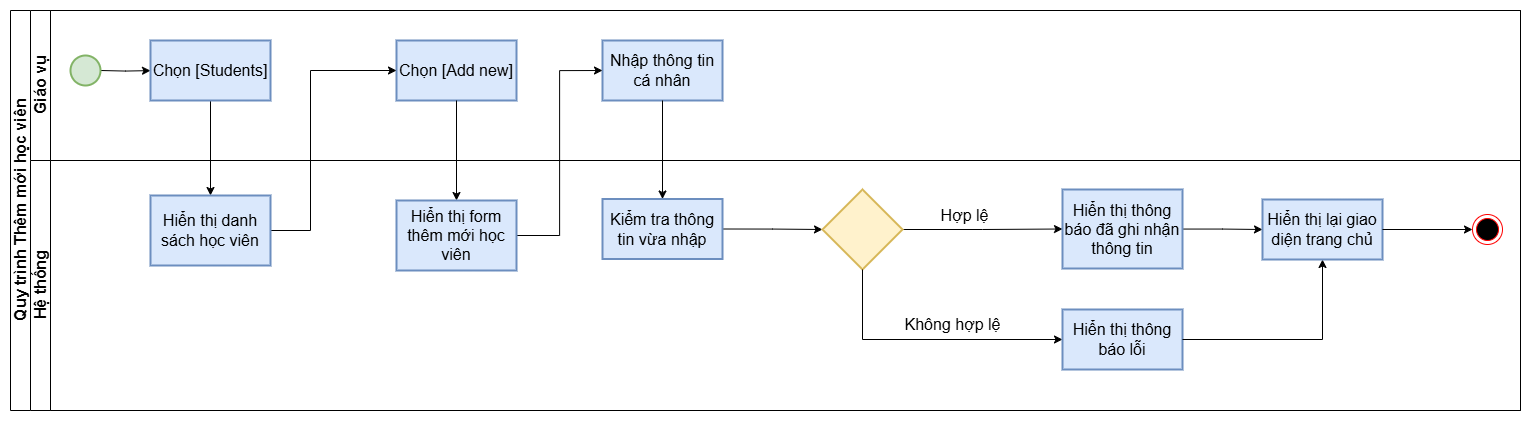 Quy trình Thêm mới học viên
Giáo vụ
Chọn [Students]
Chọn [Add new]
Nhập thông tin
cá nhân
Hệ thống
Hiển thị danh
sách học viên
Hiển thị form
thêm mới học
viên
Kiểm tra thông
tin vừa nhập
Hợp lệ
Hiển thị thông
báo đã ghi nhận
thông tin
Hiển thị lại giao
diện trang chủ
Không hợp lệ
Hiển thị thông
báo lỗi